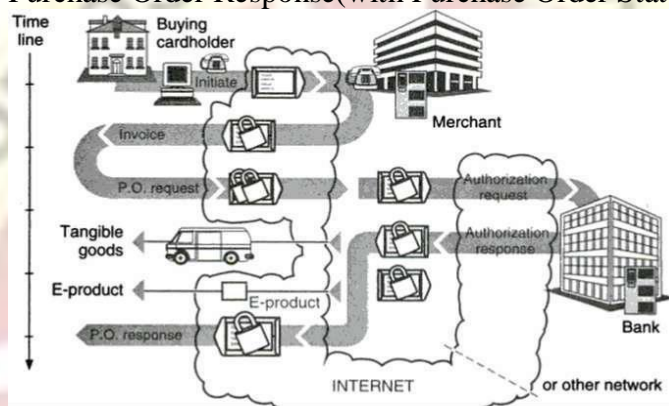 Purchase Order Response(with Purchase Order Stat
Time
line
Buying
cardholder
Initiate
Merchant
Invoice
P.O. request
Authorization
request
Tangible
goods
Authorization
response
E-product
E-product
P.O. response
Bank
INTERNET
or other network